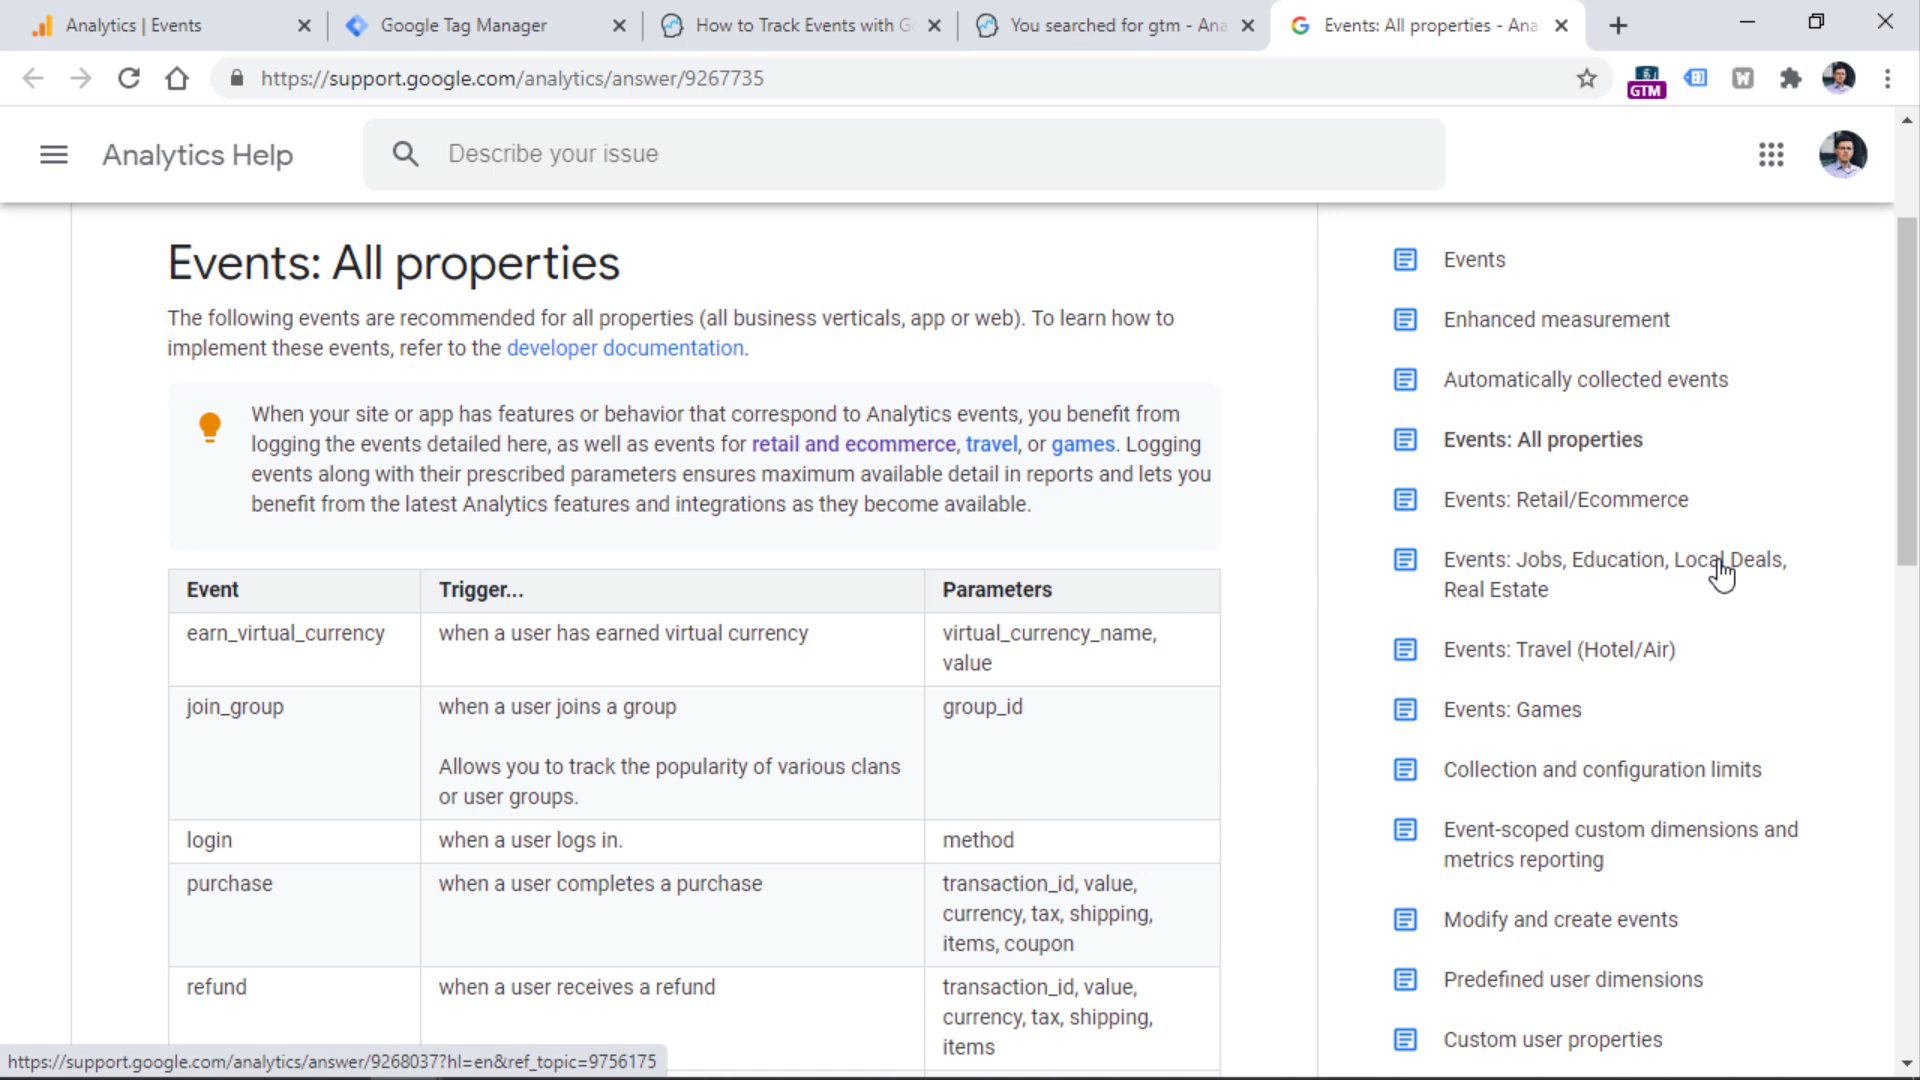 Analytics | Events
Google Tag Manager
How to Track Events with G
You searched for gtm - Ana
Events: All properties - Ana
https://support.google.com/analytics/answer/9267735
GTM
W
Analytics Help
Describe your issue
Events: All properties
The following events are recommended for all properties (all business verticals, app or web). To learn how to
implement these events, refer to the developer documentation.
When your site or app has features or behavior that correspond to Analytics events, you benefit from
logging the events detailed here, as well as events for retail and ecommerce, travel, or games. Logging
events along with their prescribed parameters ensures maximum available detail in reports and lets you
benefit from the latest Analytics features and integrations as they become available.
Event
Trigger...
Parameters
earn_virtual_currency
when a user has earned virtual currency
virtual_currency_name,
value
join_group
when a user joins a group
group_id
Allows you to track the popularity of various clans
or user groups.
login
when a user logs in.
method
purchase
when a user completes a purchase
transaction_id, value,
currency, tax, shipping,
items, coupon
refund
when a user receives a refund
transaction_id, value,
currency, tax, shipping,
items
Events
Enhanced measurement
Automatically collected events
Events: All properties
Events: Retail/Ecommerce
Events: Jobs, Education, Local Deals,
Real Estate
Events: Travel (Hotel/Air)
Events: Games
Collection and configuration limits
Event-scoped custom dimensions and
metrics reporting
Modify and create events
Predefined user dimensions
Custom user properties
https://support.google.com/analytics/answer/9268037?hl=en&ref_topic=9756175